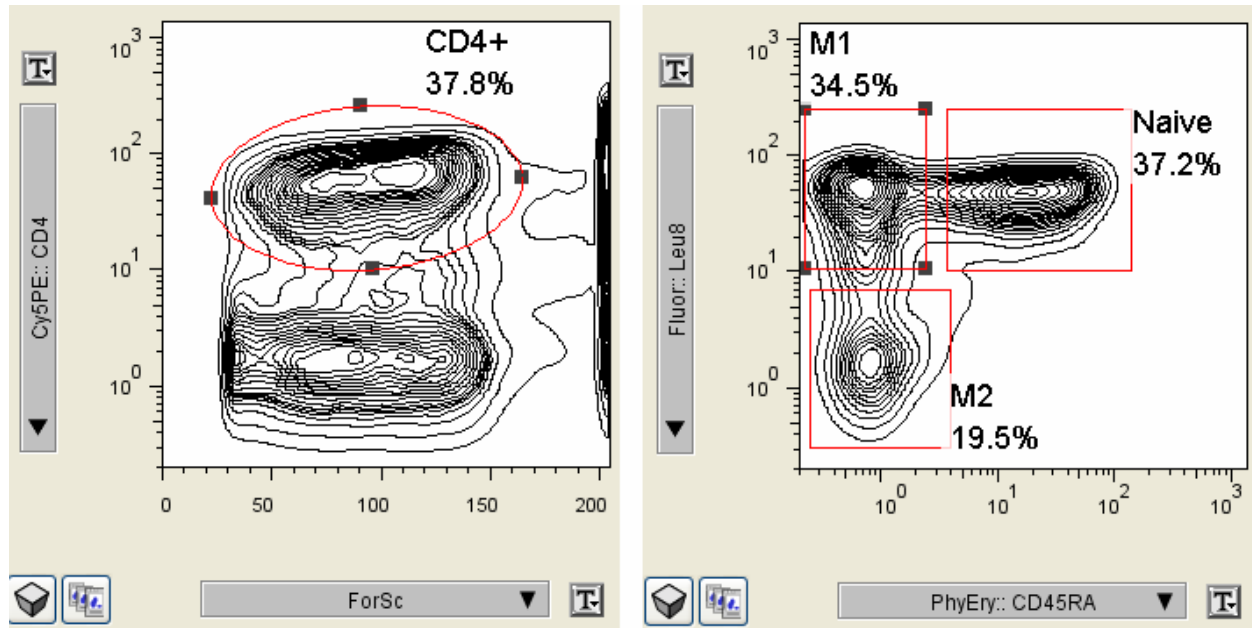 CD4+
37.8%
10³
10²
10¹
10⁰
Cy5PE:: CD4
0 50 100 150 200
ForSc
T
T
M1
34.5%
Naive
37.2%
M2
19.5%
10³
10²
10¹
10⁰
Fluor:: Leu8
10⁰ 10¹ 10² 10³
PhyEry:: CD45RA
T
T